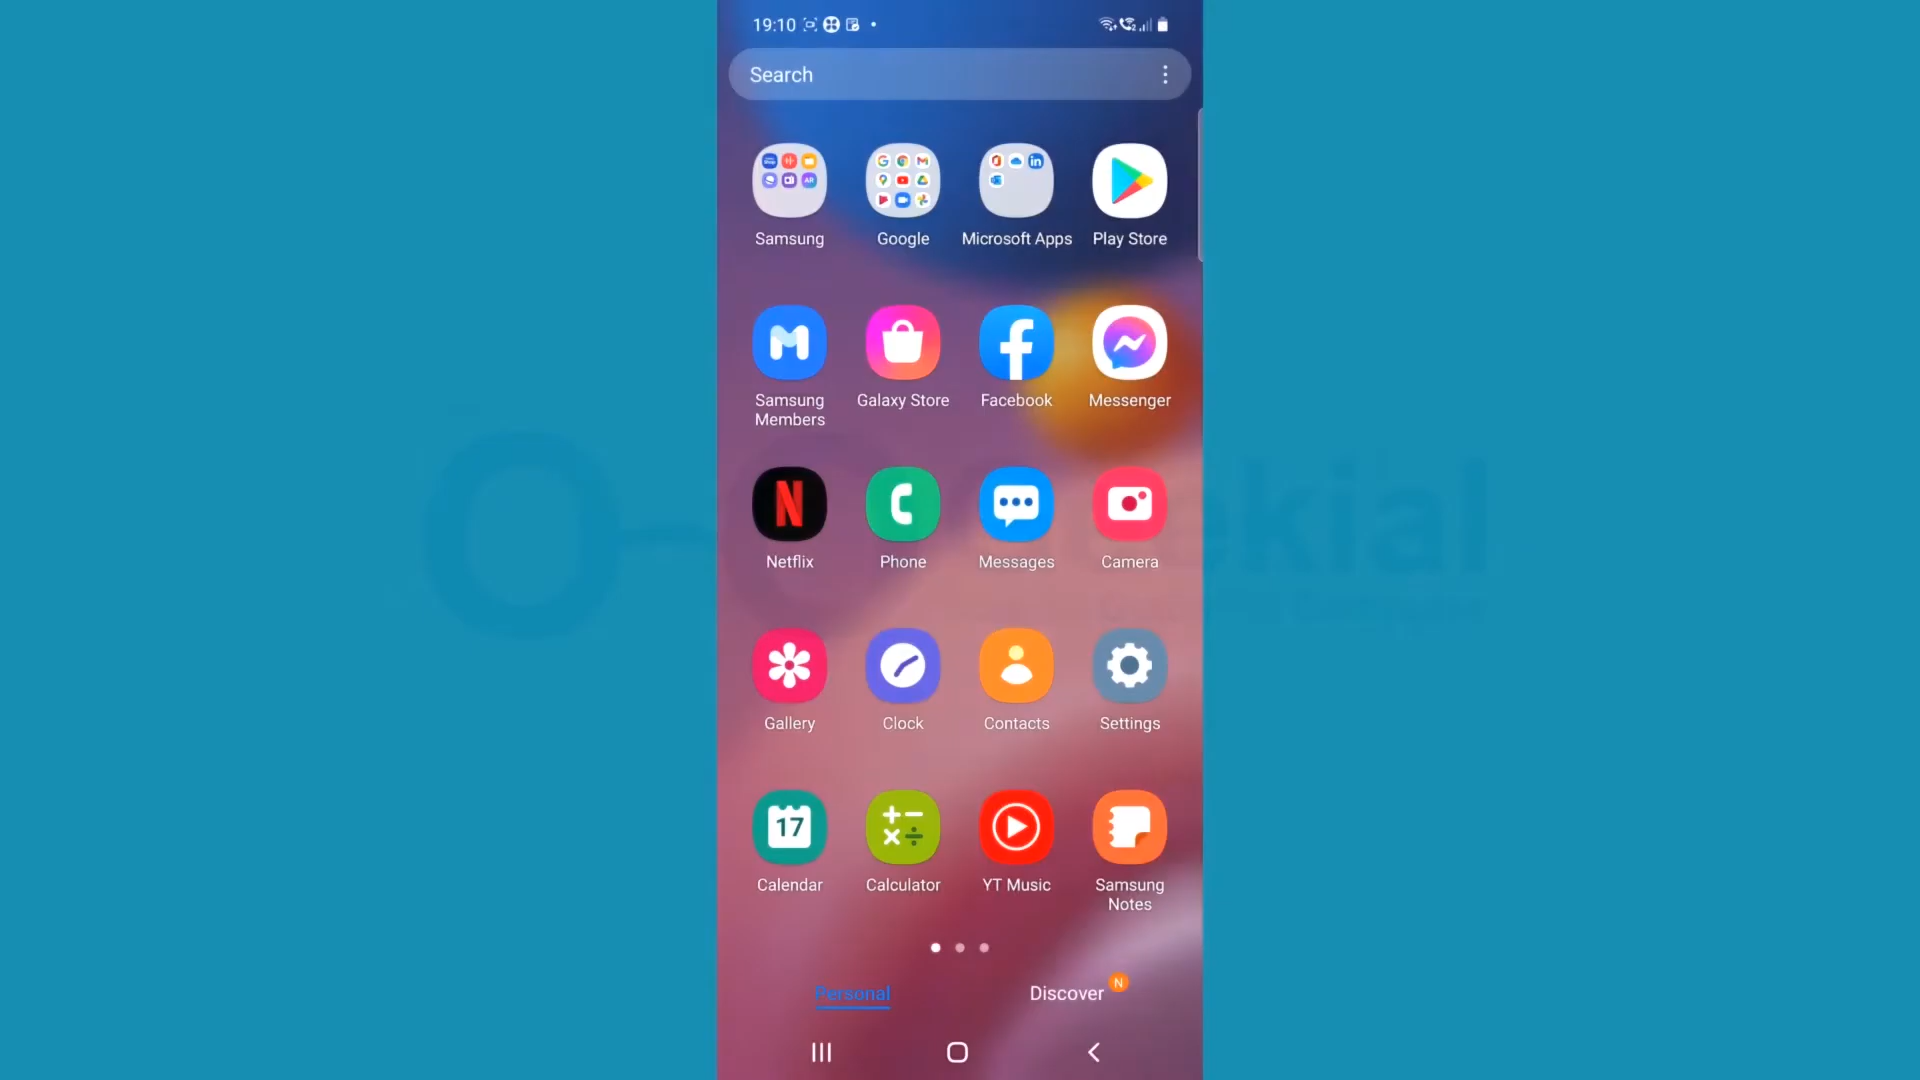 19:10
Search
Samsung
Google
Microsoft Apps
Play Store
Samsung
Members
Galaxy Store
Facebook
Messenger
Netflix
Phone
Messages
Camera
Gallery
Clock
Contacts
Settings
17
Calendar
Calculator
YT Music
Samsung
Notes
Personal
Discover
N